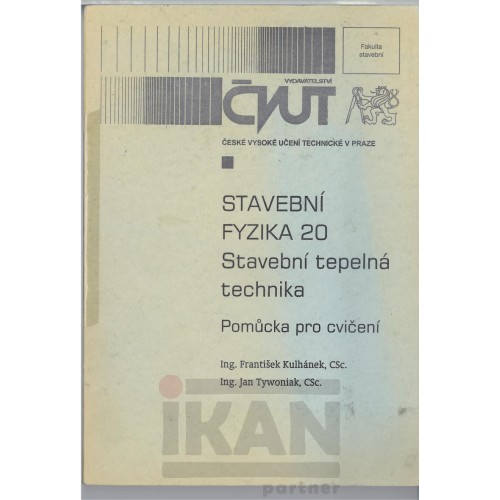 Fakulta
stavební
VYDAVATELSTVÍ
ČVUT
ČESKÉ VYSOKÉ UČENÍ TECHNICKÉ V PRAZE
STAVEBNÍ
FYZIKA 20
Stavební tepelná
technika
Pomůcka pro cvičení
Ing. František Kulhánek, CSc.
Ing. Jan Tywoniak, CSc.
iKAN
partner